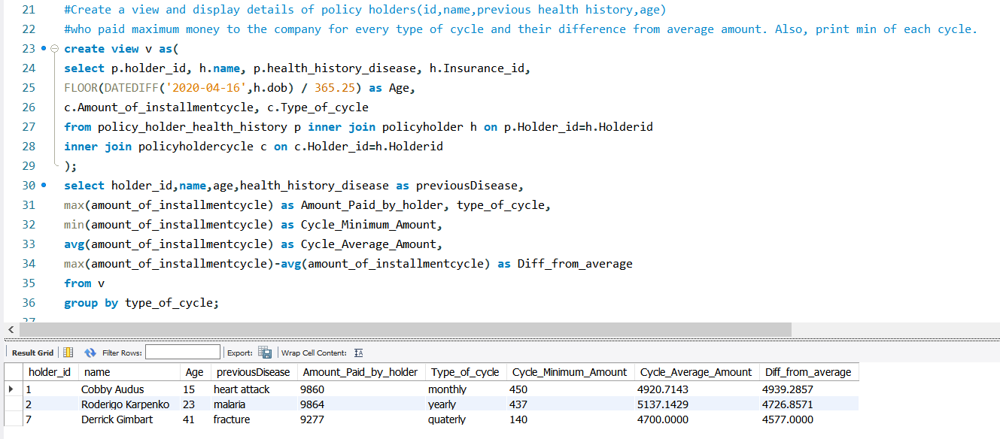 21 #Create a view and display details of policy holders(id,name,previous health history,age)
22 #who paid maximum money to the company for every type of cycle and their difference from average amount. Also, print min of each cycle.
23 create view v as(
24 select p.holder_id, h.name, p.health_history_disease, h.Insurance_id,
25 FLOOR(DATEDIFF('2020-04-16',h.dob) / 365.25) as Age,
26 c.Amount_of_installmentcycle, c.Type_of_cycle
27 from policy_holder_health_history p inner join policyholder h on p.Holder_id=h.Holderid
28 inner join policyholdercycle c on c.Holder_id=h.Holderid
29 );
30 select holder_id,name,age,health_history_disease as previousDisease,
31 max(amount_of_installmentcycle) as Amount_Paid_by_holder, type_of_cycle,
32 min(amount_of_installmentcycle) as Cycle_Minimum_Amount,
33 avg(amount_of_installmentcycle) as Cycle_Average_Amount,
34 max(amount_of_installmentcycle)-avg(amount_of_installmentcycle) as Diff_from_average
35 from v
36 group by type_of_cycle;
37
Result Grid Filter Rows: Export: Wrap Cell Content: IA
holder_id name Age previousDisease Amount_Paid_by_holder Type_of_cycle Cycle_Minimum_Amount Cycle_Average_Amount Diff_from_average
1 Cobby Audus 15 heart attack 9860 monthly 450 4920.7143 4939.2857
2 Roderigo Karpenko 23 malaria 9864 yearly 437 5137.1429 4726.8571
7 Derrick Gimbart 41 fracture 9277 quaterly 140 4700.0000 4577.0000